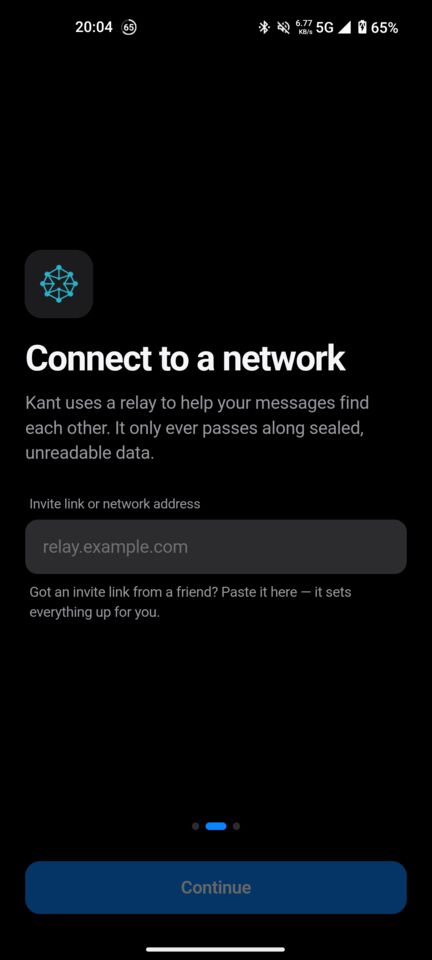 20:04 65 6.77 KB/s 5G 65%
Connect to a network
Kant uses a relay to help your messages find
each other. It only ever passes along sealed,
unreadable data.
Invite link or network address
relay.example.com
Got an invite link from a friend? Paste it here — it sets
everything up for you.
Continue